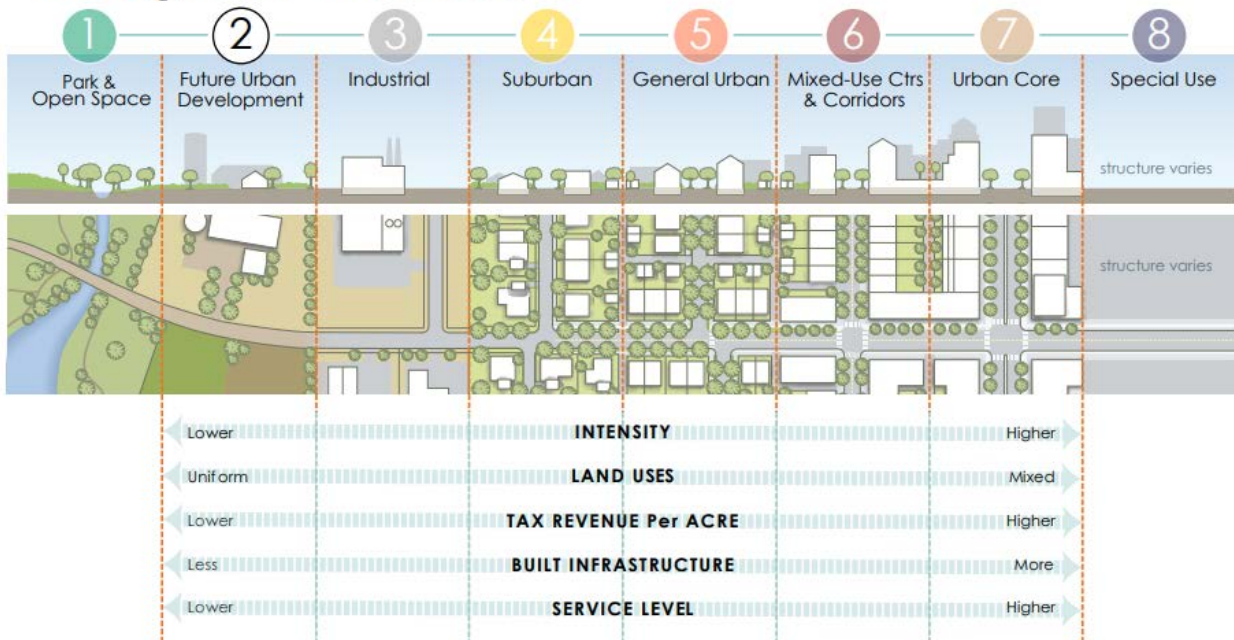 1
2
3
4
5
6
7
8
Park &
Open Space
Future Urban
Development
Industrial
Suburban
General Urban
Mixed-Use Ctrs
& Corridors
Urban Core
Special Use
structure varies
structure varies
Lower INTENSITY Higher
Uniform LAND USES Mixed
Lower TAX REVENUE Per ACRE Higher
Less BUILT INFRASTRUCTURE More
Lower SERVICE LEVEL Higher